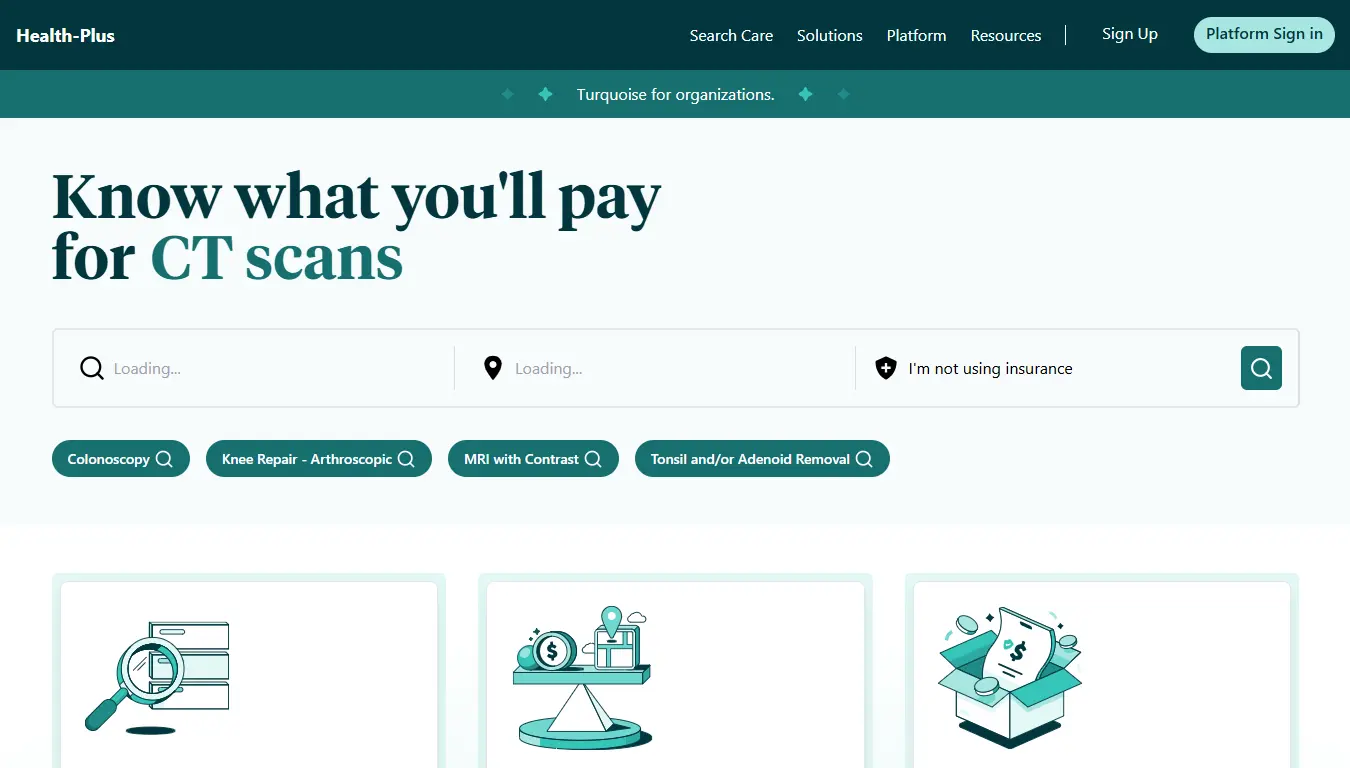 Health-Plus
Search Care
Solutions
Platform
Resources
Sign Up
Platform Sign in
Turquoise for organizations.
Know what you'll pay
for CT scans
Loading...
Loading...
I'm not using insurance
Colonoscopy
Knee Repair - Arthroscopic
MRI with Contrast
Tonsil and/or Adenoid Removal
$
$